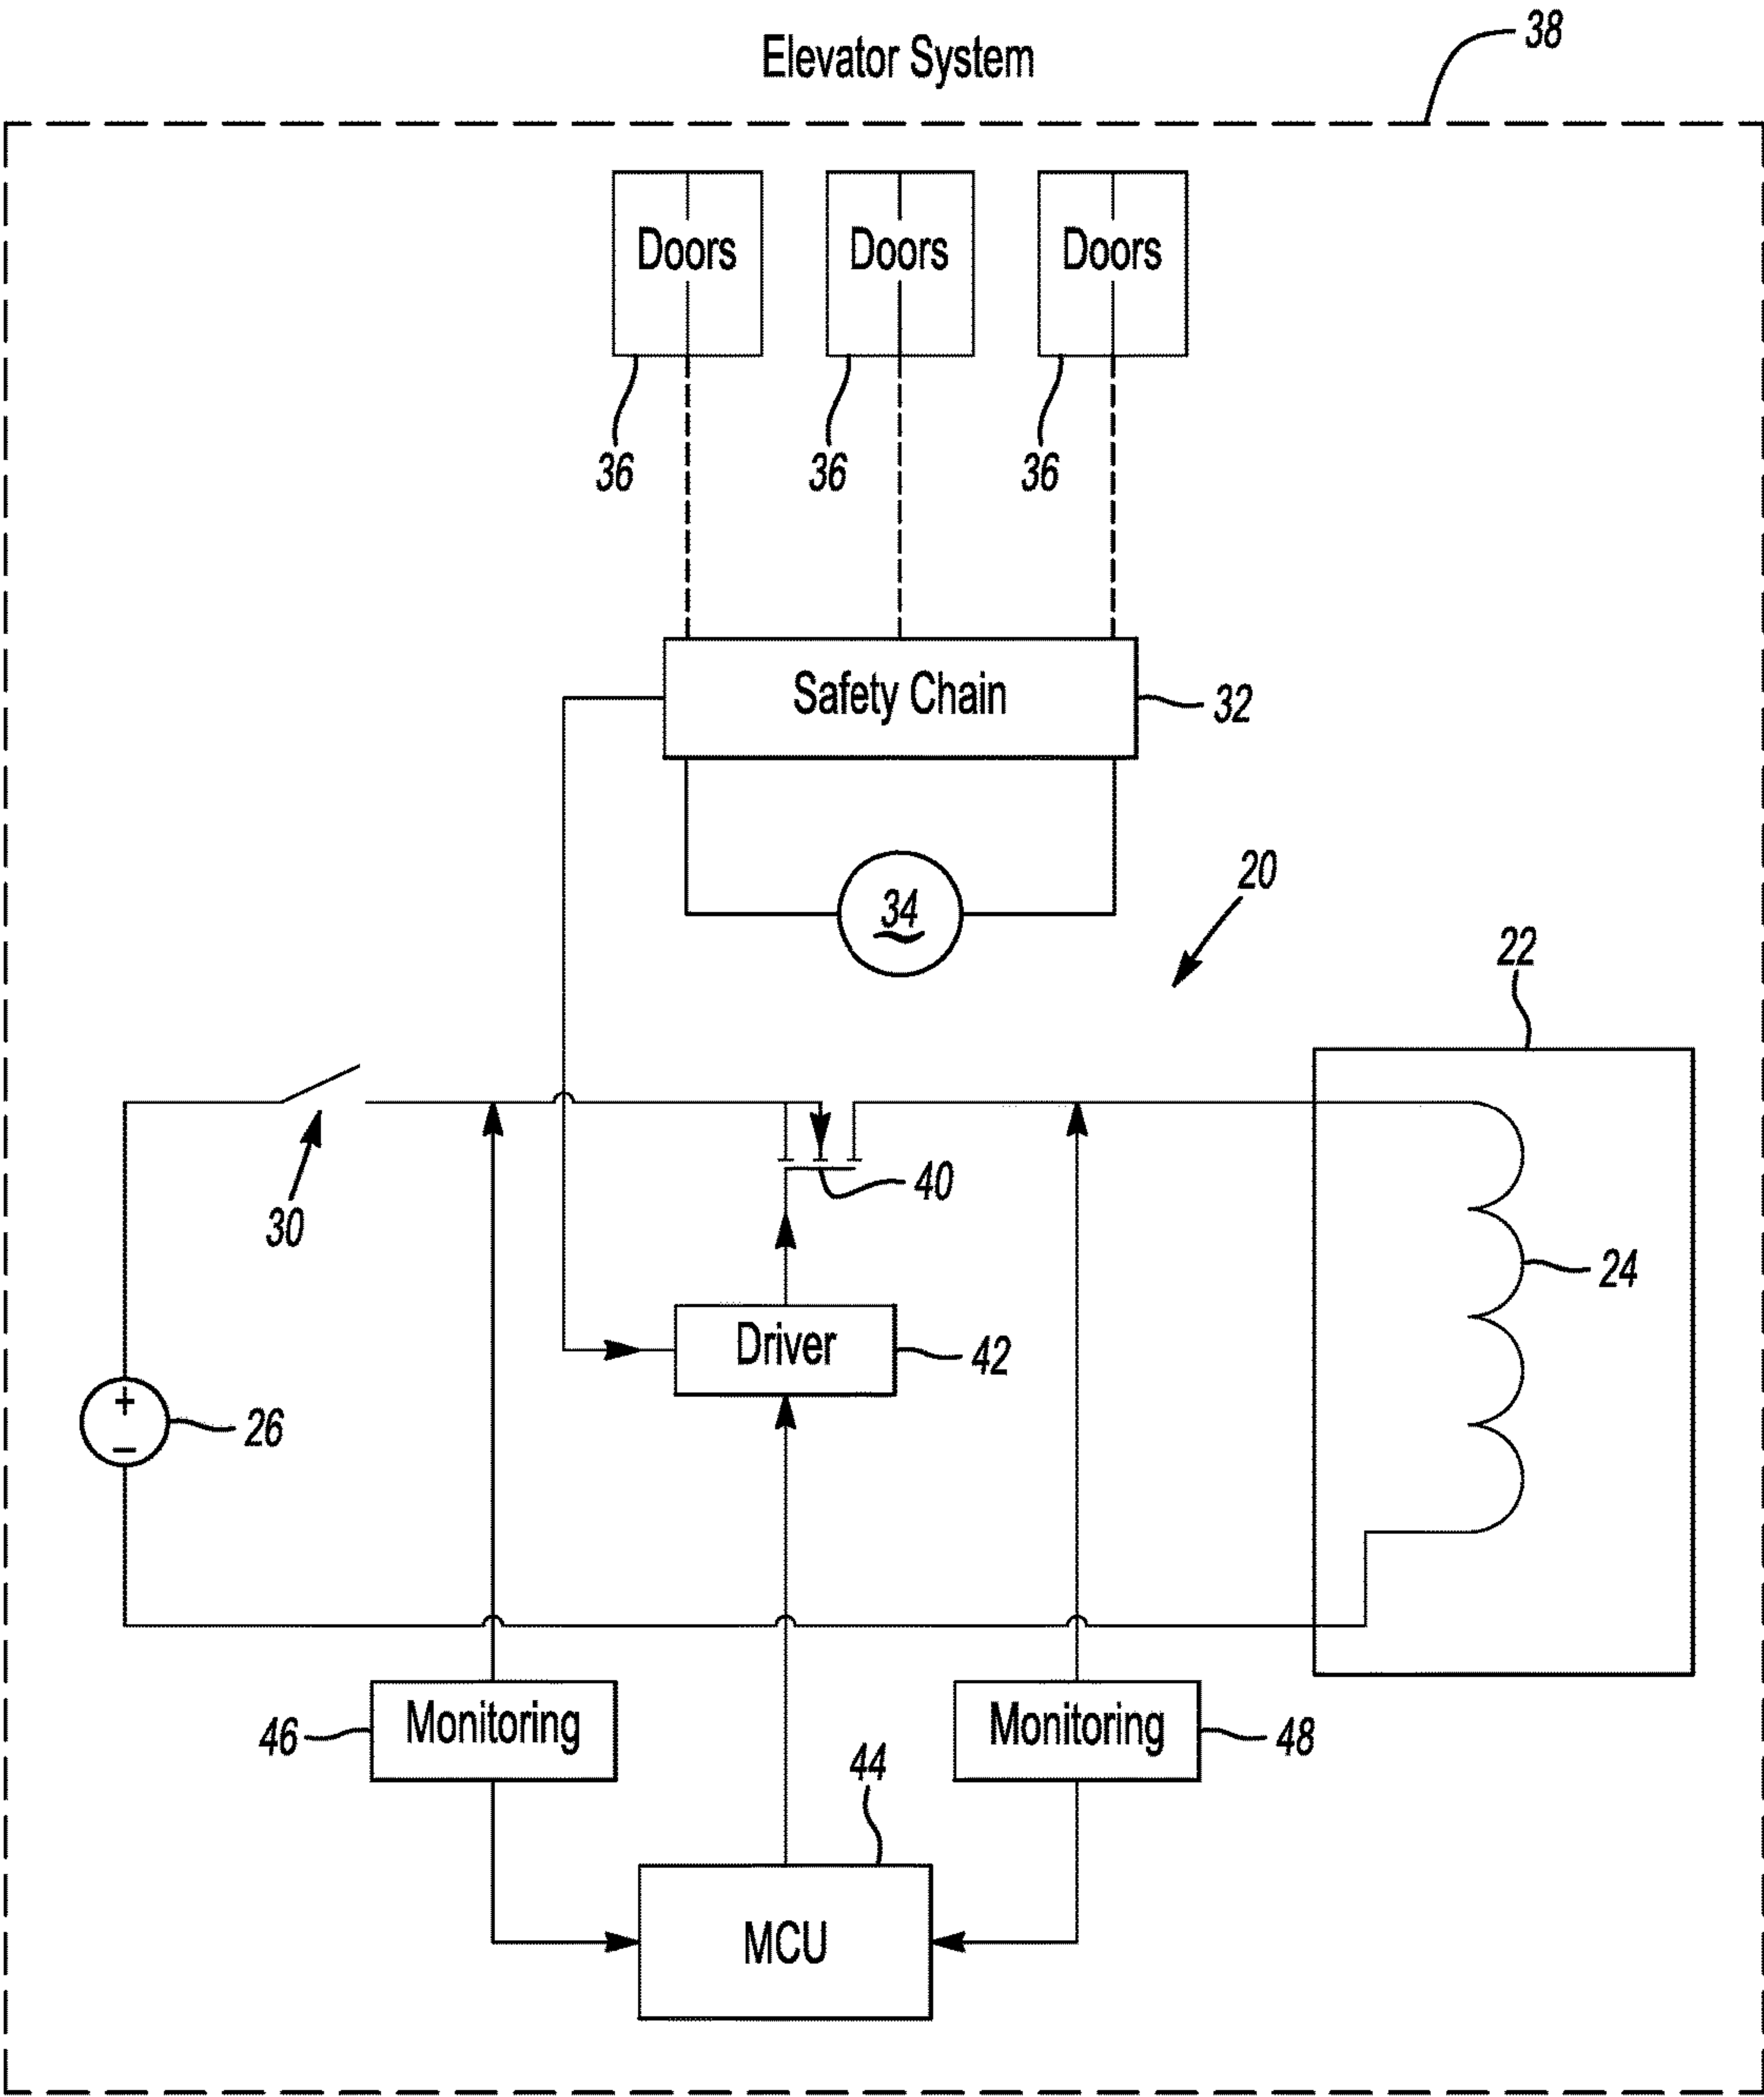 Elevator System
38
Doors
Doors
Doors
36
36
36
Safety Chain
32
34
20
22
30
40
24
Driver
42
+
−
26
Monitoring
46
Monitoring
48
44
MCU